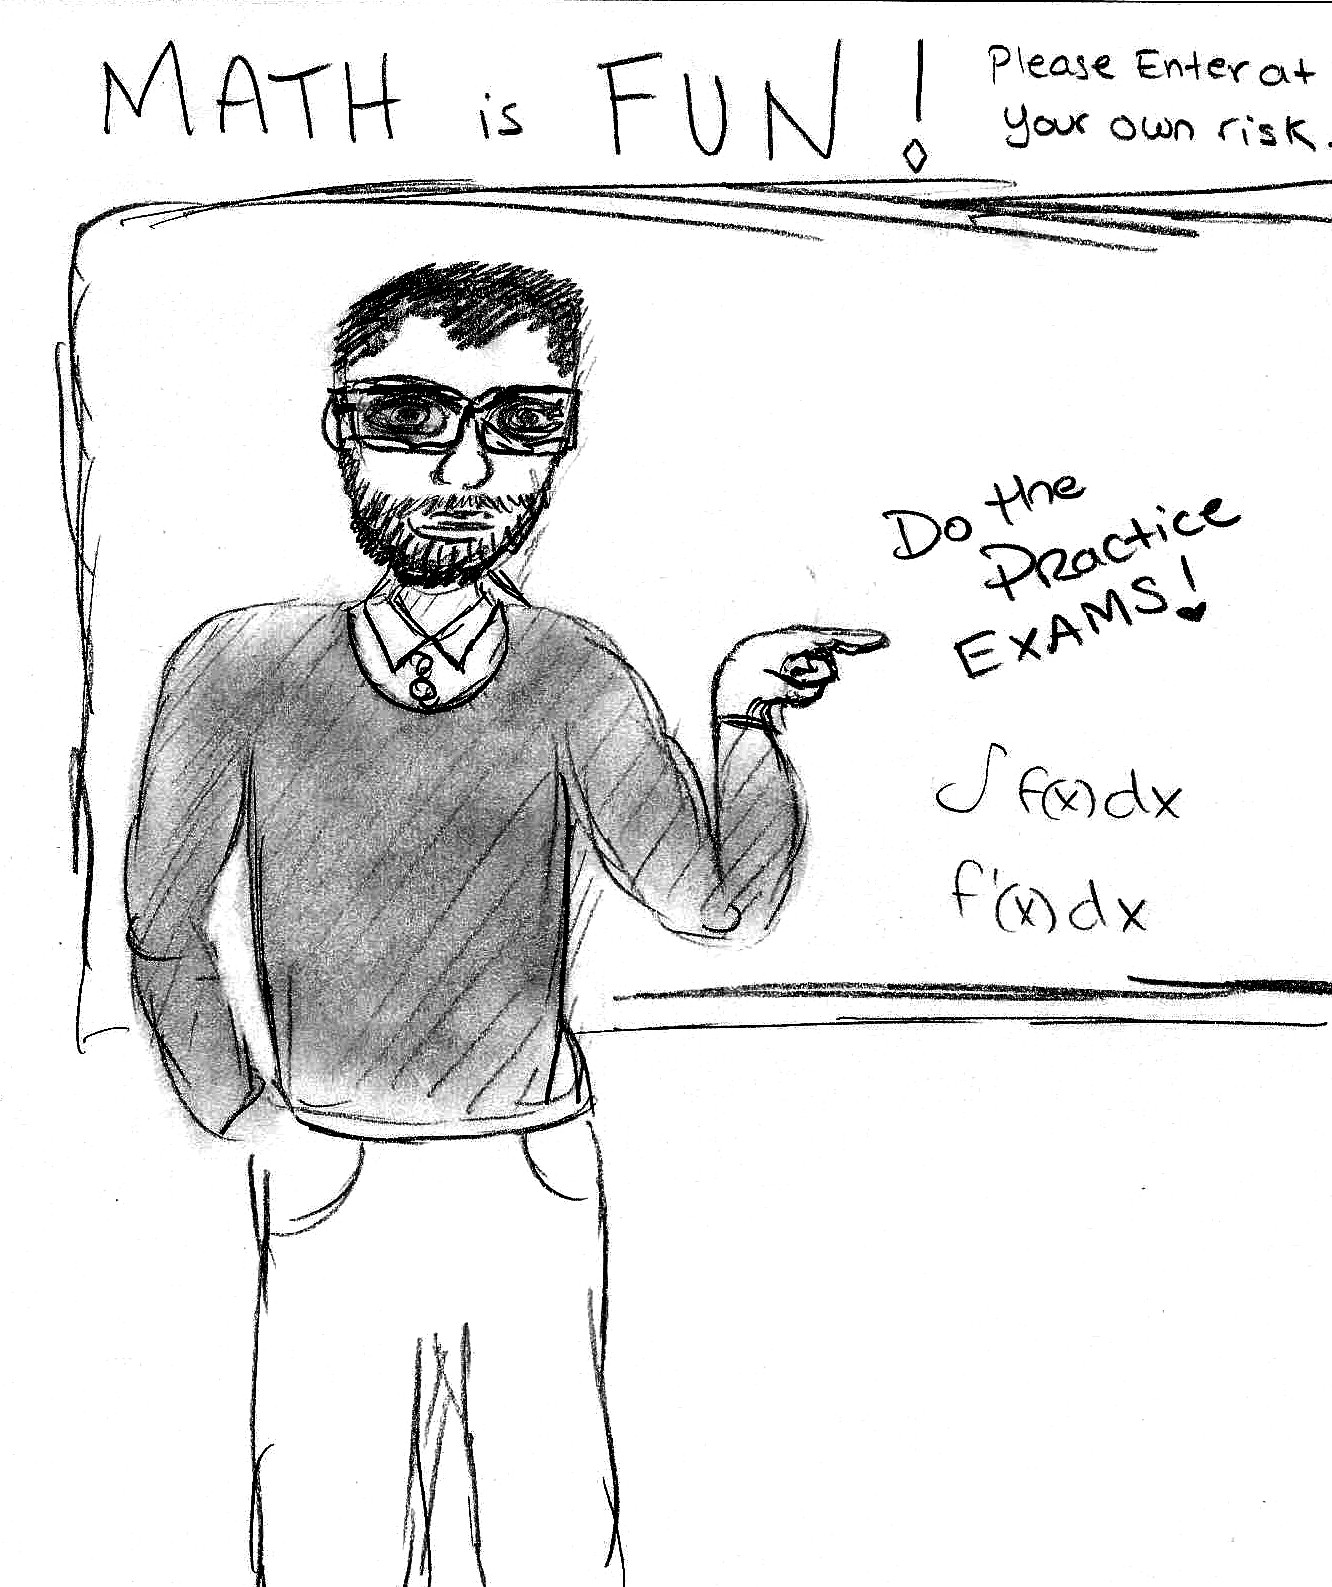 MATH is FUN!
Please Enter at
your own risk.
Do the
Practice
EXAMS!
∫ f(x)dx
f'(x)dx